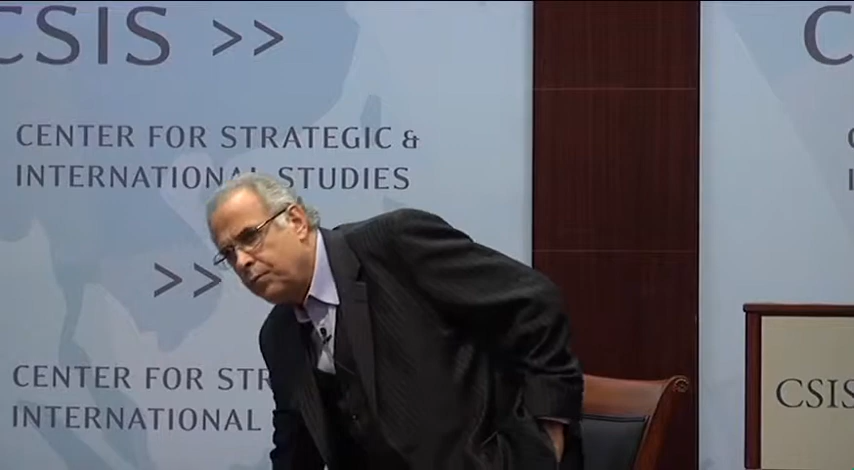 CSIS >>
CENTER FOR STRATEGIC &
INTERNATIONAL STUDIES
>>
CENTER FOR STR
INTERNATIONAL
C
CSIS